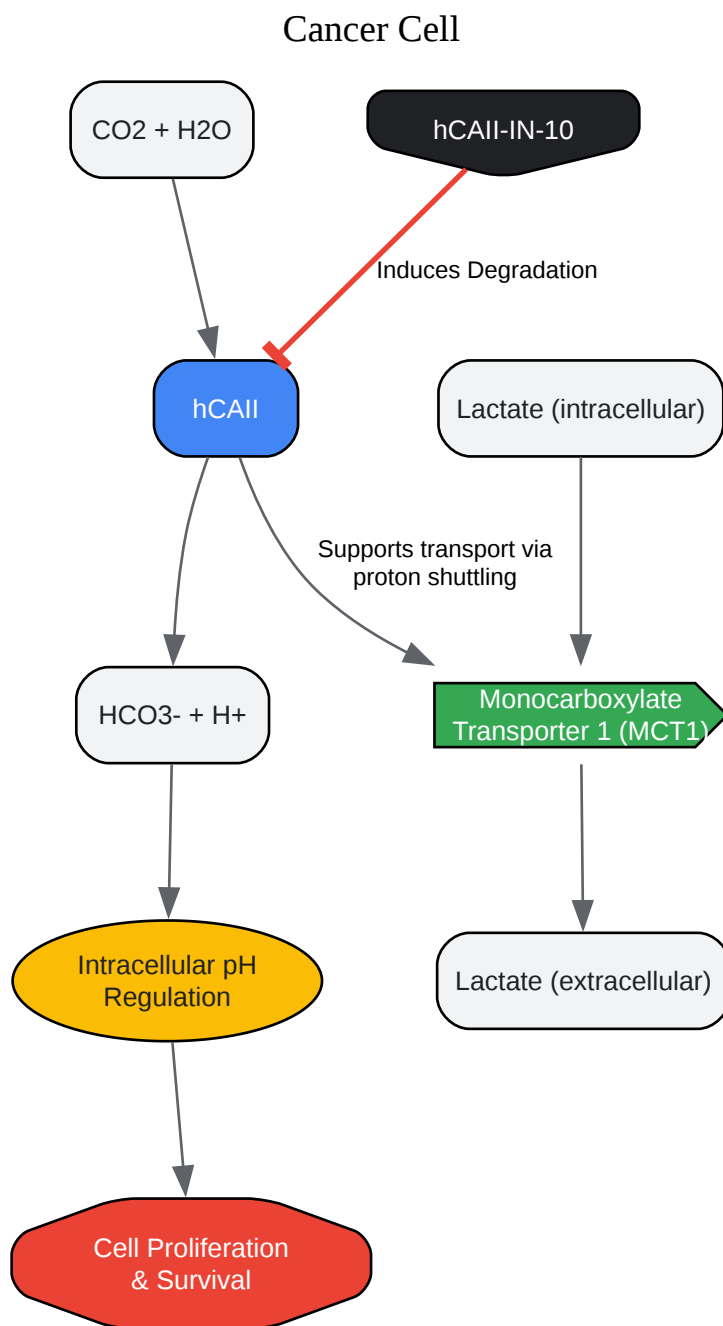 Cancer Cell
CO2 + H2O
hCAII-IN-10
Induces Degradation
hCAII
Lactate (intracellular)
Supports transport via
proton shuttling
HCO3- + H+
Monocarboxylate
Transporter 1 (MCT1)
Intracellular pH
Regulation
Lactate (extracellular)
Cell Proliferation
& Survival